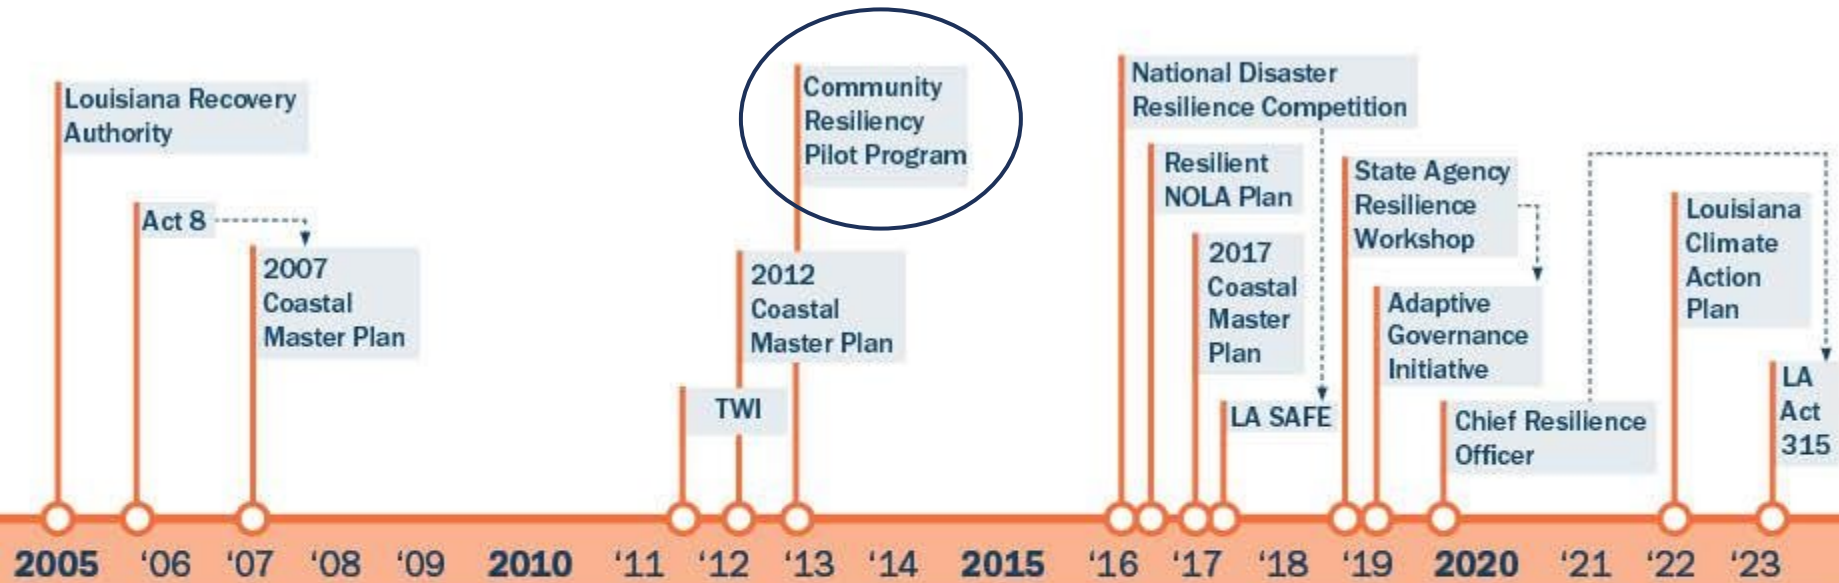 Louisiana Recovery
Authority
Act 8
2007
Coastal
Master Plan
TWI
2012
Coastal
Master Plan
Community
Resiliency
Pilot Program
National Disaster
Resilience Competition
Resilient
NOLA Plan
2017
Coastal
Master
Plan
LA SAFE
State Agency
Resilience
Workshop
Adaptive
Governance
Initiative
Chief Resilience
Officer
Louisiana
Climate
Action
Plan
LA
Act
315
2005 ‘06 ‘07 ‘08 ‘09 2010 ‘11 ‘12 ‘13 ‘14 2015 ‘16 ‘17 ‘18 ‘19 2020 ‘21 ‘22 ‘23